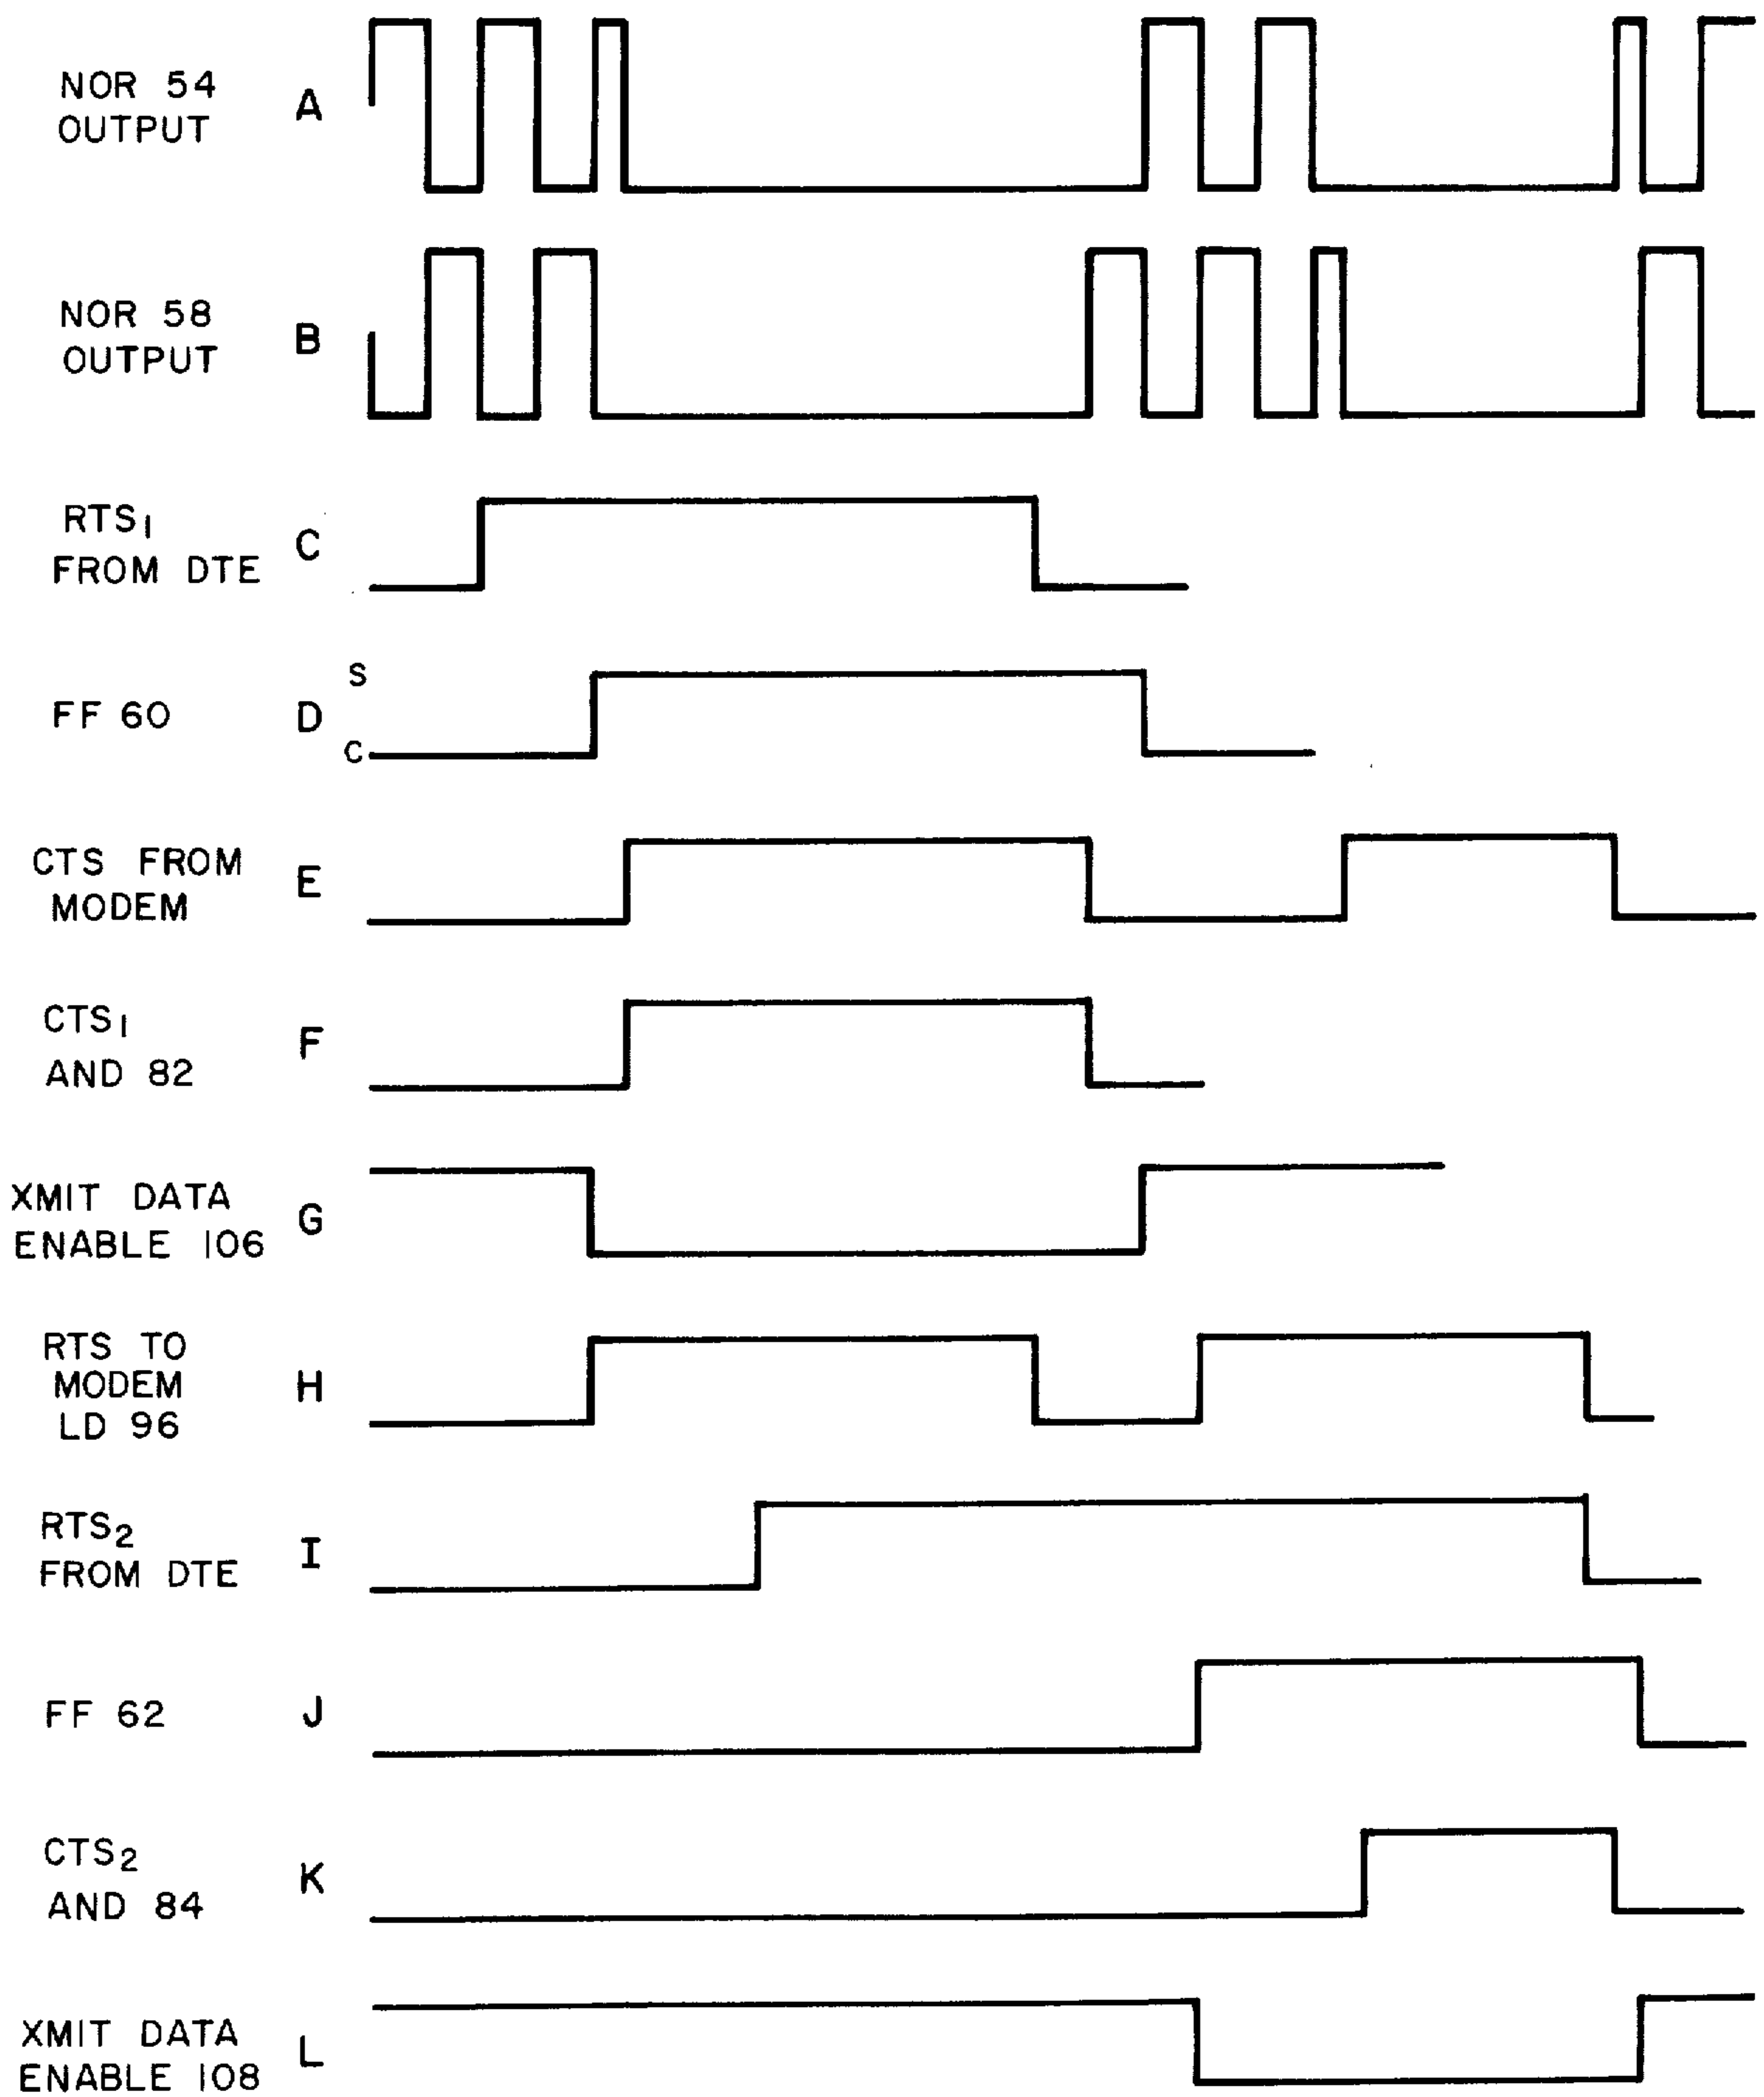 NOR 54
OUTPUT
A
NOR 58
OUTPUT
B
RTS₁
FROM DTE
C
S
FF 60
D
C
CTS FROM
MODEM
E
CTS₁
AND 82
F
XMIT DATA
ENABLE 106
G
RTS TO
MODEM
LD 96
H
RTS₂
FROM DTE
I
FF 62
J
CTS₂
AND 84
K
XMIT DATA
ENABLE 108
L